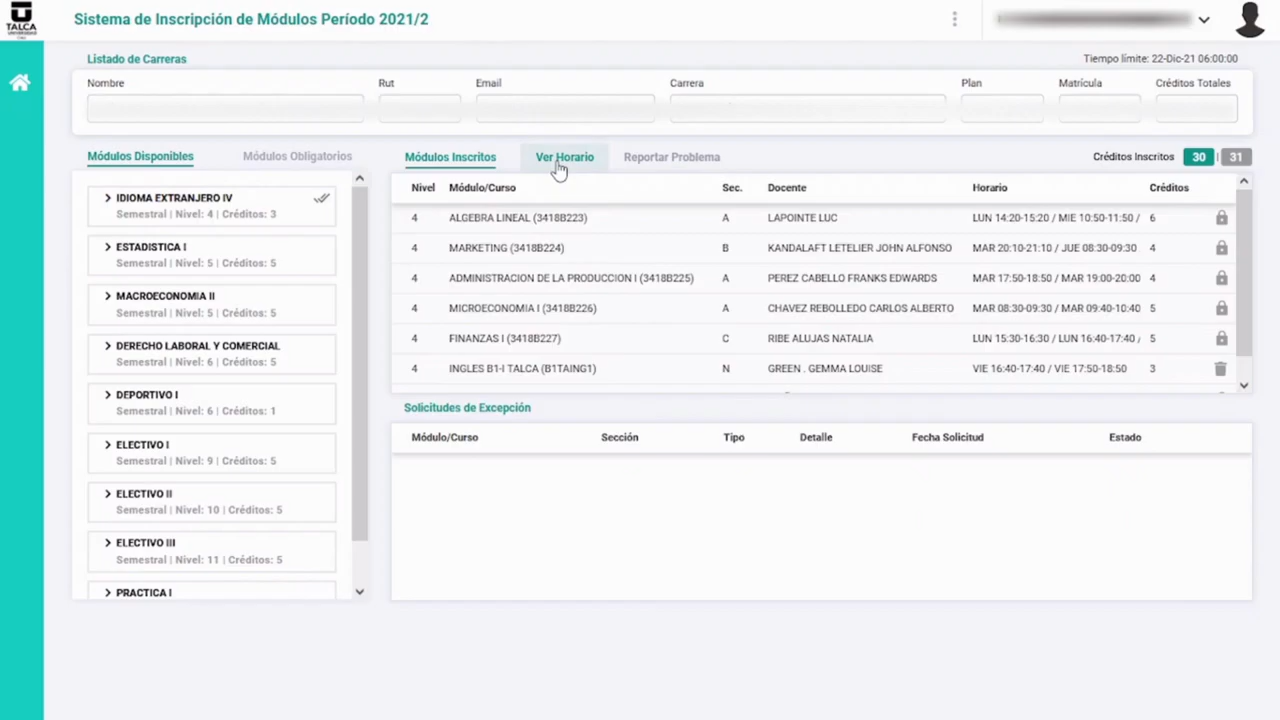 TALCA
UNIVERSIDAD
Sistema de Inscripción de Módulos Período 2021/2
Listado de Carreras
Tiempo límite: 22-Dic-21 06:00:00
Nombre Rut Email Carrera Plan Matrícula Créditos Totales
Módulos Disponibles Módulos Obligatorios
Módulos Inscritos Ver Horario Reportar Problema Créditos Inscritos 30 | 31
IDIOMA EXTRANJERO IV
Semestral | Nivel: 4 | Créditos: 3
ESTADISTICA I
Semestral | Nivel: 5 | Créditos: 5
MACROECONOMIA II
Semestral | Nivel: 5 | Créditos: 5
DERECHO LABORAL Y COMERCIAL
Semestral | Nivel: 6 | Créditos: 5
DEPORTIVO I
Semestral | Nivel: 6 | Créditos: 1
ELECTIVO I
Semestral | Nivel: 9 | Créditos: 5
ELECTIVO II
Semestral | Nivel: 10 | Créditos: 5
ELECTIVO III
Semestral | Nivel: 11 | Créditos: 5
PRACTICA I
Nivel Módulo/Curso Sec. Docente Horario Créditos
4 ALGEBRA LINEAL (3418B223) A LAPOINTE LUC LUN 14:20-15:20 / MIE 10:50-11:50 / 6
4 MARKETING (3418B224) B KANDALAFT LETELIER JOHN ALFONSO MAR 20:10-21:10 / JUE 08:30-09:30 4
4 ADMINISTRACION DE LA PRODUCCION I (3418B225) A PEREZ CABELLO FRANKS EDWARDS MAR 17:50-18:50 / MAR 19:00-20:00 4
4 MICROECONOMIA I (3418B226) A CHAVEZ REBOLLEDO CARLOS ALBERTO MAR 08:30-09:30 / MAR 09:40-10:40 5
4 FINANZAS I (3418B227) C RIBE ALUJAS NATALIA LUN 15:30-16:30 / LUN 16:40-17:40 / 5
4 INGLES B1-I TALCA (B1TAING1) N GREEN . GEMMA LOUISE VIE 16:40-17:40 / VIE 17:50-18:50 3
Solicitudes de Excepción
Módulo/Curso Sección Tipo Detalle Fecha Solicitud Estado